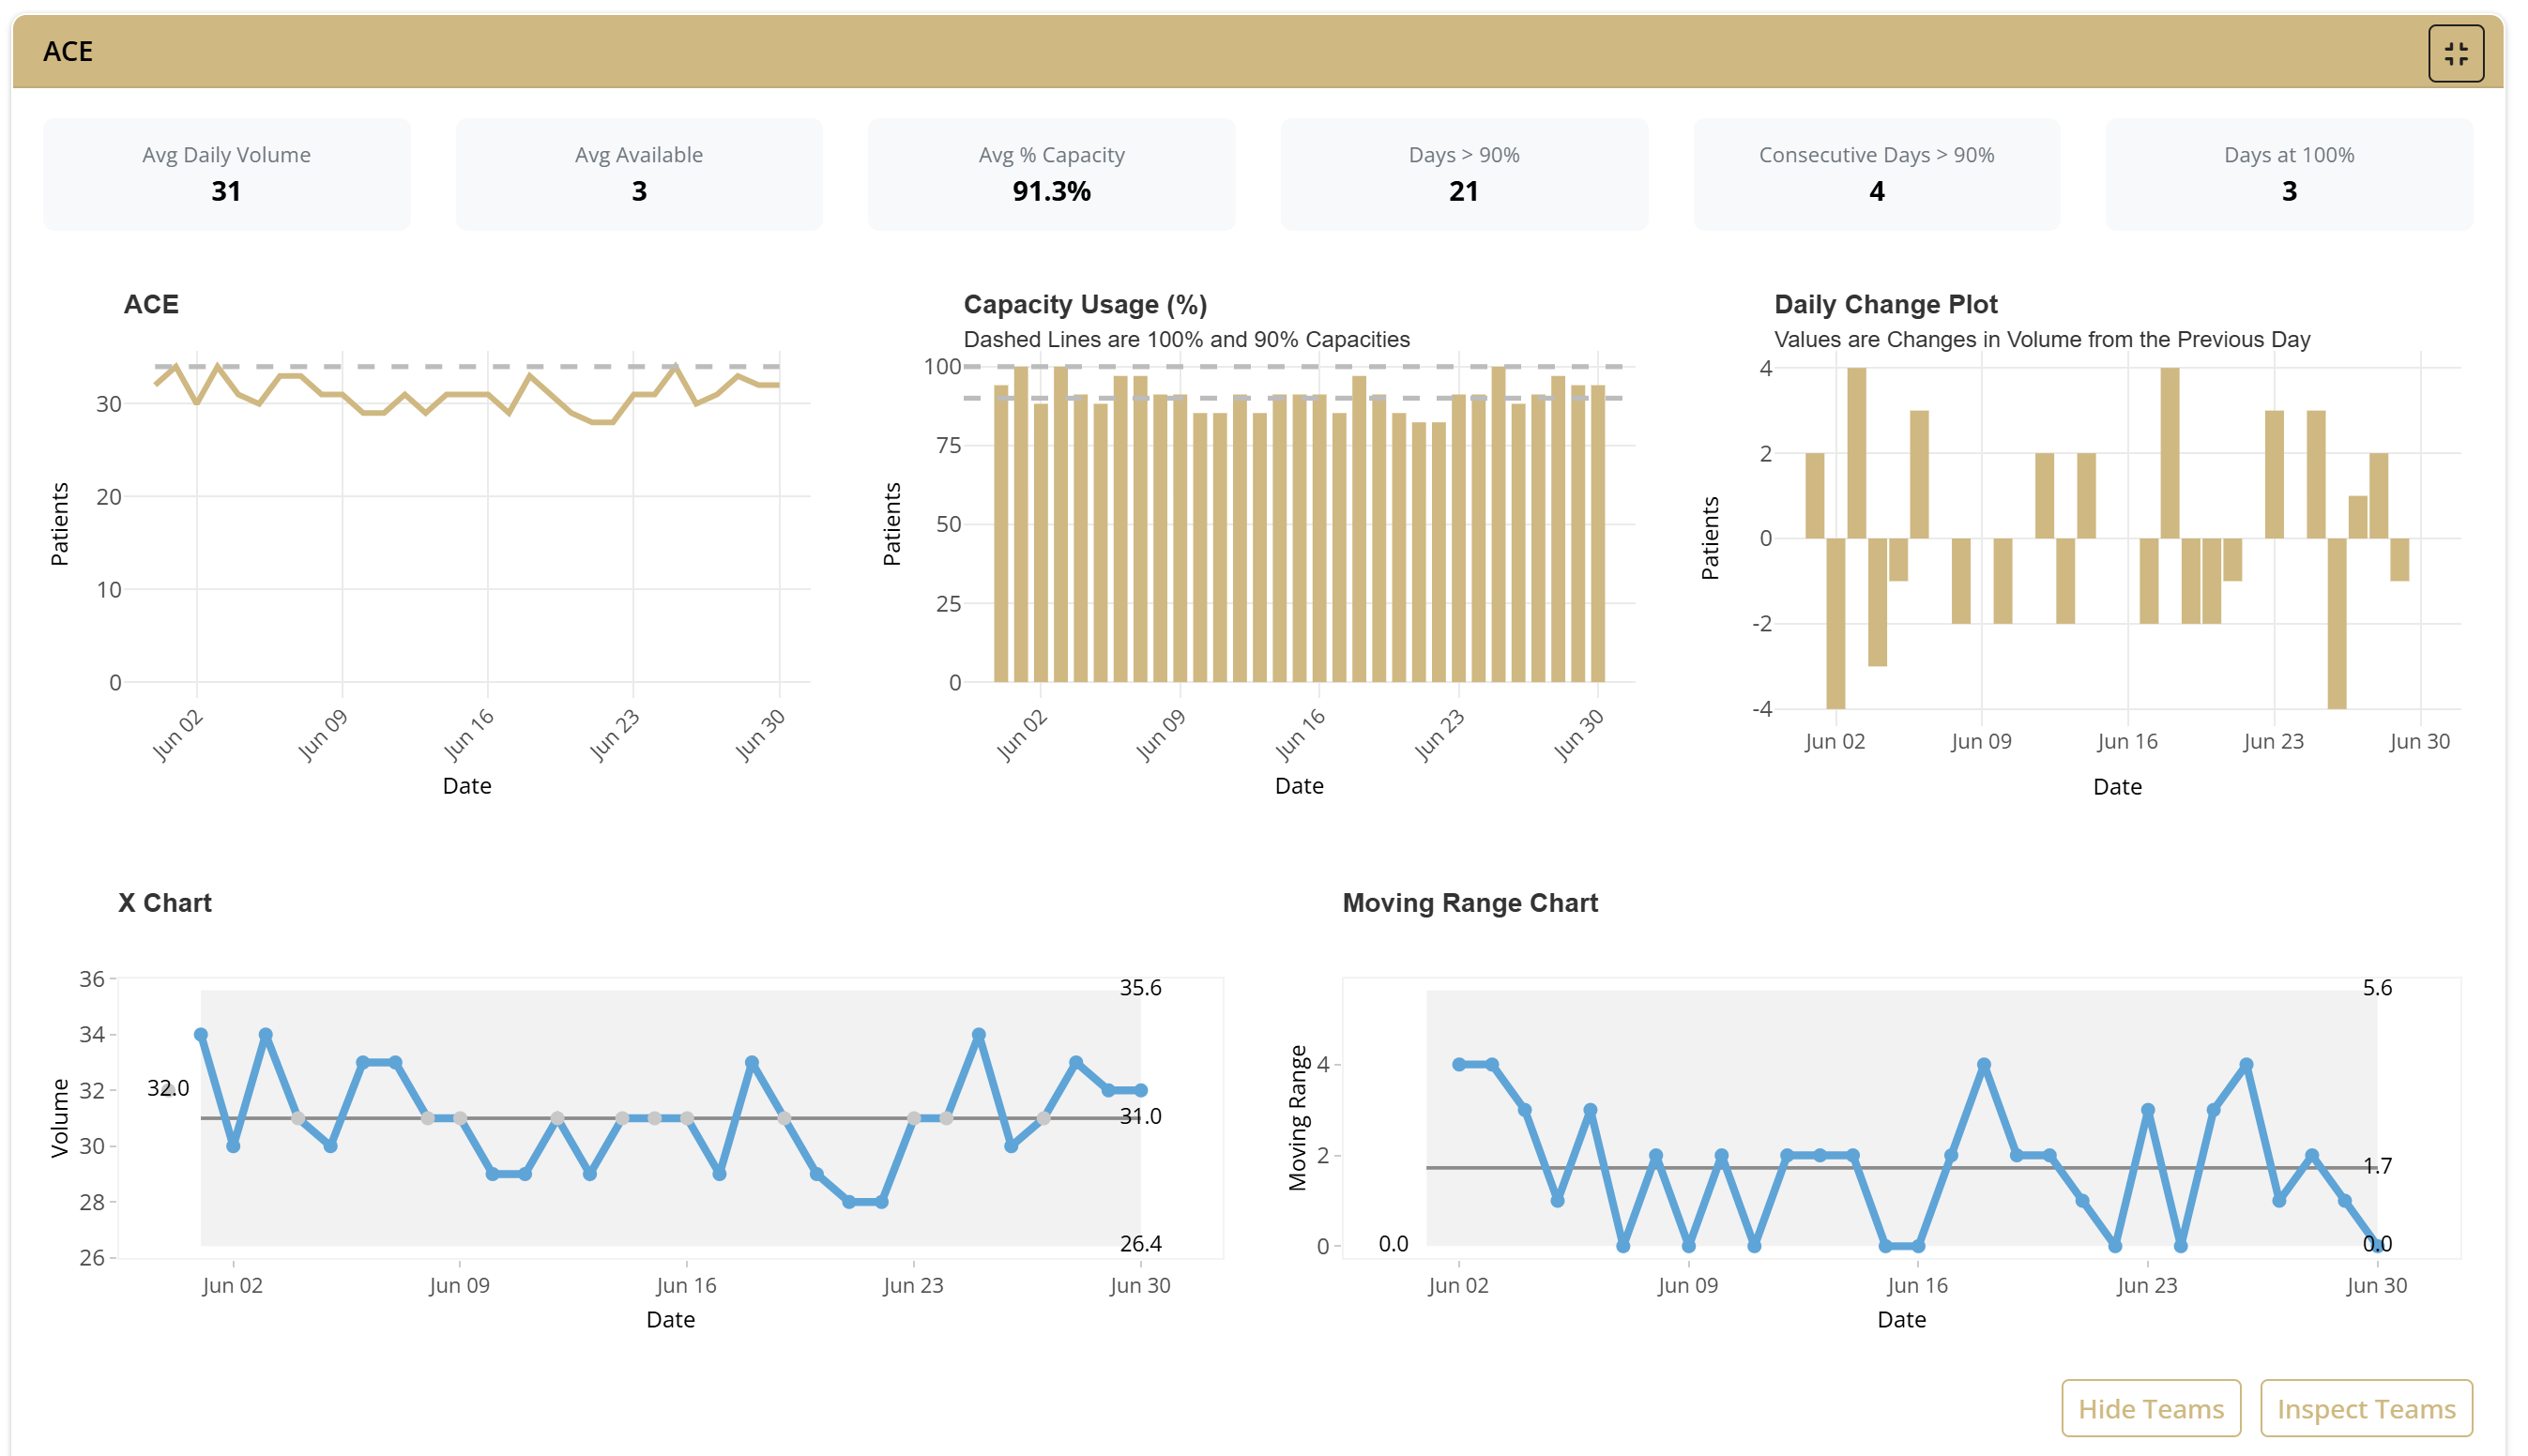 ACE
Avg Daily Volume
31
Avg Available
3
Avg % Capacity
91.3%
Days > 90%
21
Consecutive Days > 90%
4
Days at 100%
3
ACE
Patients
30
20
10
0
Jun 02
Jun 09
Jun 16
Jun 23
Jun 30
Date
Capacity Usage (%)
Dashed Lines are 100% and 90% Capacities
Patients
100
75
50
25
0
Jun 02
Jun 09
Jun 16
Jun 23
Jun 30
Date
Daily Change Plot
Values are Changes in Volume from the Previous Day
Patients
4
2
0
-2
-4
Jun 02
Jun 09
Jun 16
Jun 23
Jun 30
Date
X Chart
Volume
36
34
32
30
28
26
32.0
35.6
31.0
26.4
Jun 02
Jun 09
Jun 16
Jun 23
Jun 30
Date
Moving Range Chart
Moving Range
4
2
0
0.0
5.6
1.7
0.0
Jun 02
Jun 09
Jun 16
Jun 23
Jun 30
Date
Hide Teams
Inspect Teams